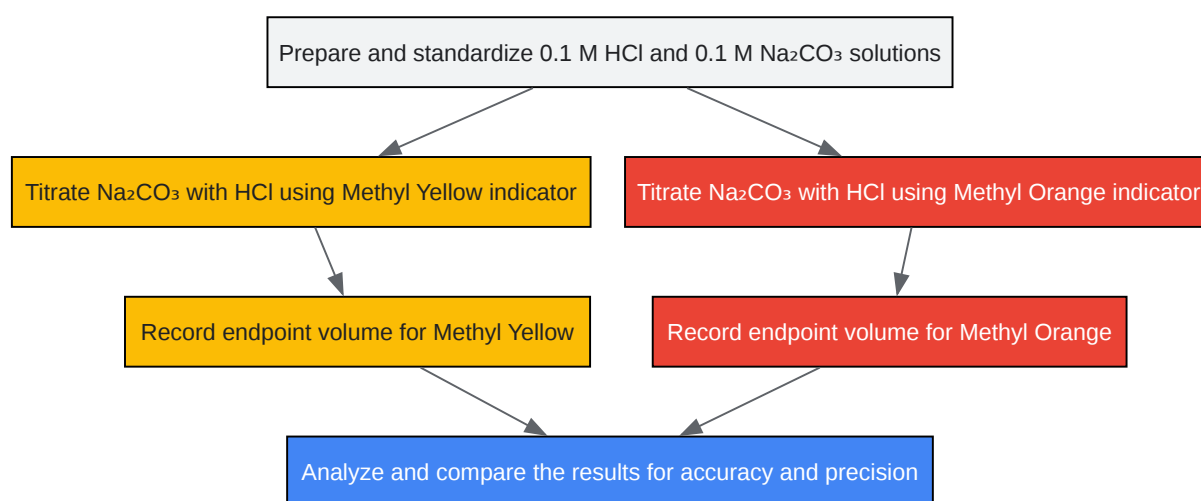 Prepare and standardize 0.1 M HCl and 0.1 M Na₂CO₃ solutions
Titrate Na₂CO₃ with HCl using Methyl Yellow indicator
Titrate Na₂CO₃ with HCl using Methyl Orange indicator
Record endpoint volume for Methyl Yellow
Record endpoint volume for Methyl Orange
Analyze and compare the results for accuracy and precision